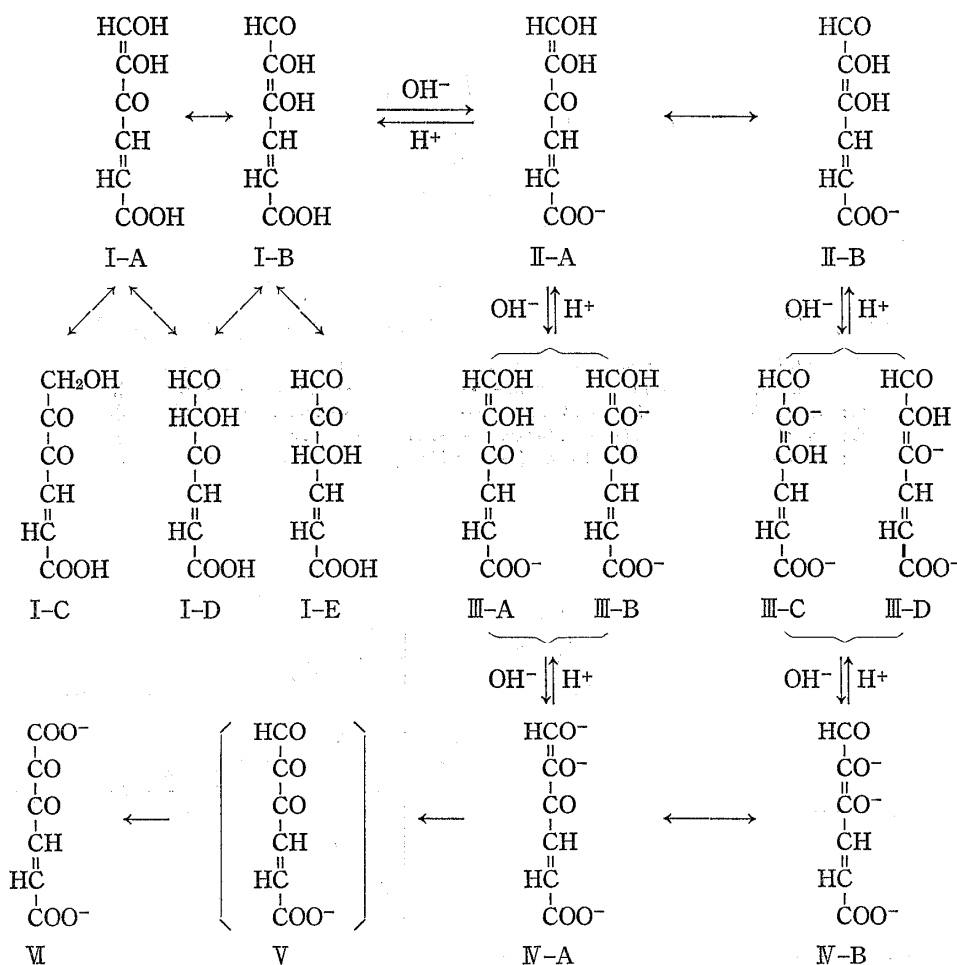 HCOH
COH
CO
CH
HC
COOH
I-A
HCO
COH
COH
CH
HC
COOH
I-B
OH⁻
H⁺
HCOH
COH
CO
CH
HC
COO⁻
II-A
HCO
COH
COH
CH
HC
COO⁻
II-B
OH⁻ H⁺
OH⁻ H⁺
CH₂OH
CO
CO
CH
HC
COOH
I-C
HCO
HCOH
CO
CH
HC
COOH
I-D
HCO
CO
HCOH
CH
HC
COOH
I-E
HCOH
COH
CO
CH
HC
COO⁻
III-A
HCOH
CO⁻
CO
CH
HC
COO⁻
III-B
HCO
CO⁻
COH
CH
HC
COO⁻
III-C
HCO
COH
CO⁻
CH
HC
COO⁻
III-D
OH⁻ H⁺
OH⁻ H⁺
COO⁻
CO
CO
CH
HC
COO⁻
VI
HCO
CO
CO
CH
HC
COO⁻
V
HCO⁻
CO⁻
CO
CH
HC
COO⁻
IV-A
HCO
CO⁻
CO⁻
CH
HC
COO⁻
IV-B